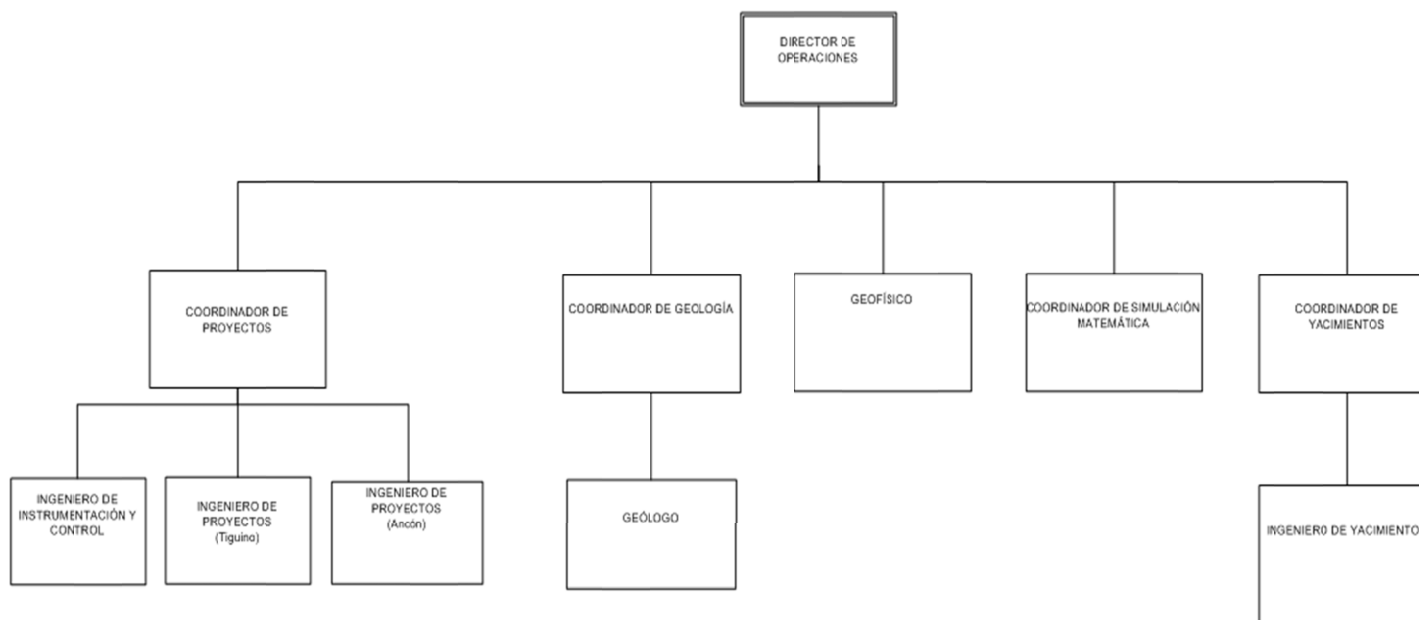 DIRECTOR DE
OPERACIONES
COORDINADOR DE
PROYECTOS
COORDINADOR DE GEOLOGÍA
GEOFÍSICO
COORDINADOR DE SIMULACIÓN
MATEMÁTICA
COORDINADOR DE
YACIMIENTOS
INGENIERO DE
INSTRUMENTACIÓN Y
CONTROL
INGENIERO DE
PROYECTOS
(Tiguino)
INGENIERO DE
PROYECTOS
(Ancón)
GEÓLOGO
INGENIERO DE YACIMIENTO